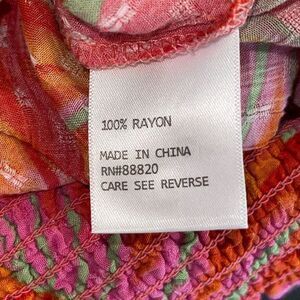 100% RAYON
MADE IN CHINA
RN#88820
CARE SEE REVERSE